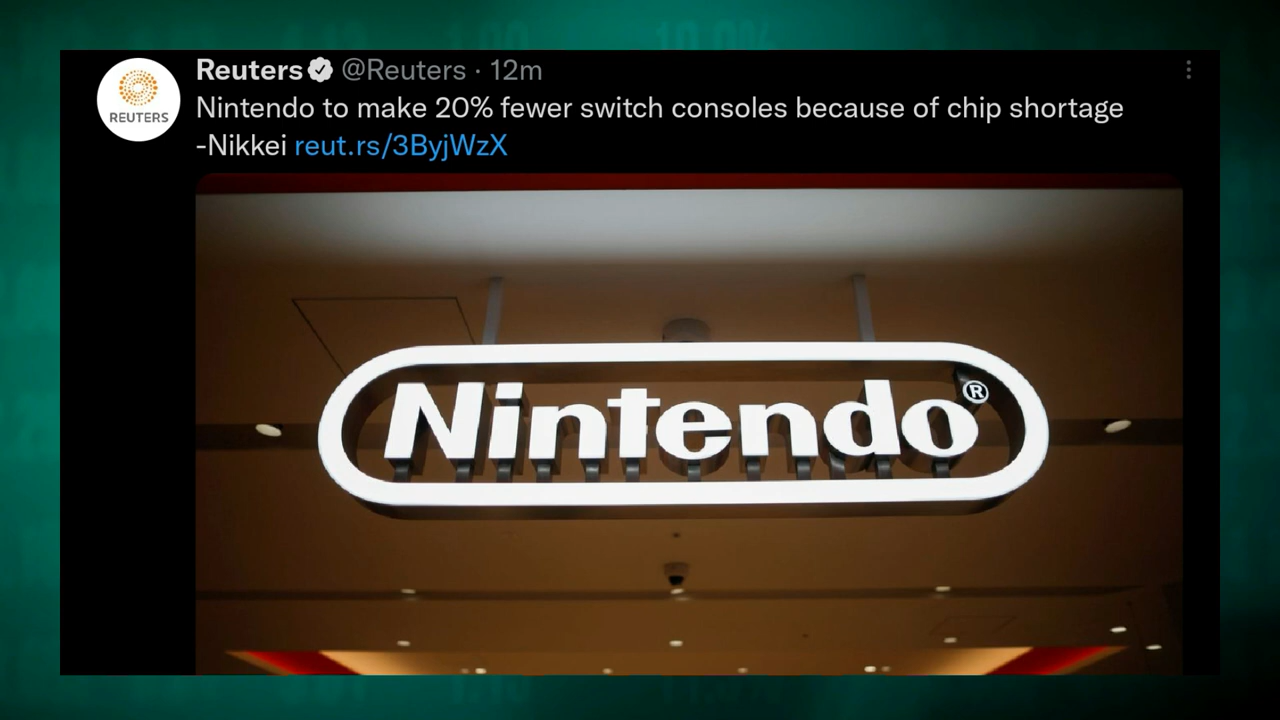 Reuters @Reuters · 12m
REUTERS
Nintendo to make 20% fewer switch consoles because of chip shortage
-Nikkei reut.rs/3ByjWzX
Nintendo®